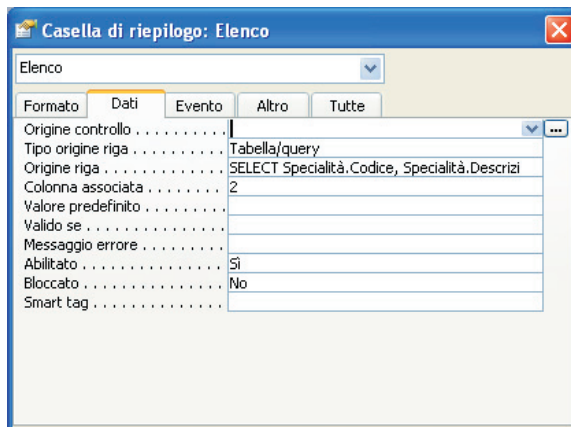 Casella di riepilogo: Elenco
Elenco
Formato Dati Evento Altro Tutte
Origine controllo . . . . . . . . . .
Tipo origine riga . . . . . . . . . . Tabella/query
Origine riga . . . . . . . . . . . . . SELECT Specialità.Codice, Specialità.Descrizi
Colonna associata . . . . . . . . 2
Valore predefinito . . . . . . . . .
Valido se . . . . . . . . . . . . . . . .
Messaggio errore . . . . . . . . .
Abilitato . . . . . . . . . . . . . . . . Sì
Bloccato . . . . . . . . . . . . . . . No
Smart tag . . . . . . . . . . . . . .